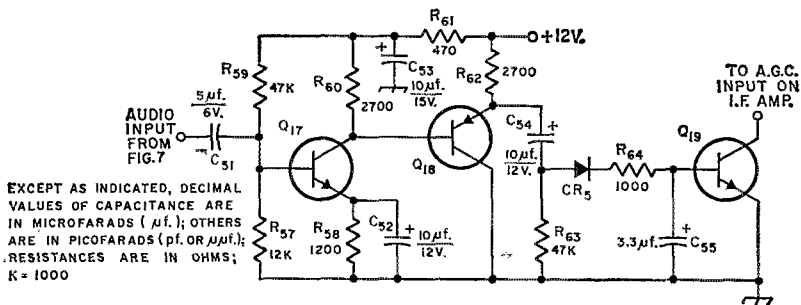 R61
470
+12V.
R59
47K
R60
2700
+
C53
10µf.
15V.
R62
2700
TO A.G.C.
INPUT ON
I.F. AMP.
5µf.
6V.
AUDIO
INPUT
FROM
FIG.7
C51
Q17
Q18
+
C54
10µf.
12V.
R64
1000
CR5
Q19
EXCEPT AS INDICATED, DECIMAL
VALUES OF CAPACITANCE ARE
IN MICROFARADS (µf.); OTHERS
ARE IN PICOFARADS (pf. OR µµf.);
RESISTANCES ARE IN OHMS;
K=1000
R57
12K
R58
1200
C52
+
10µf.
12V.
R63
47K
3.3µf.
+
C55